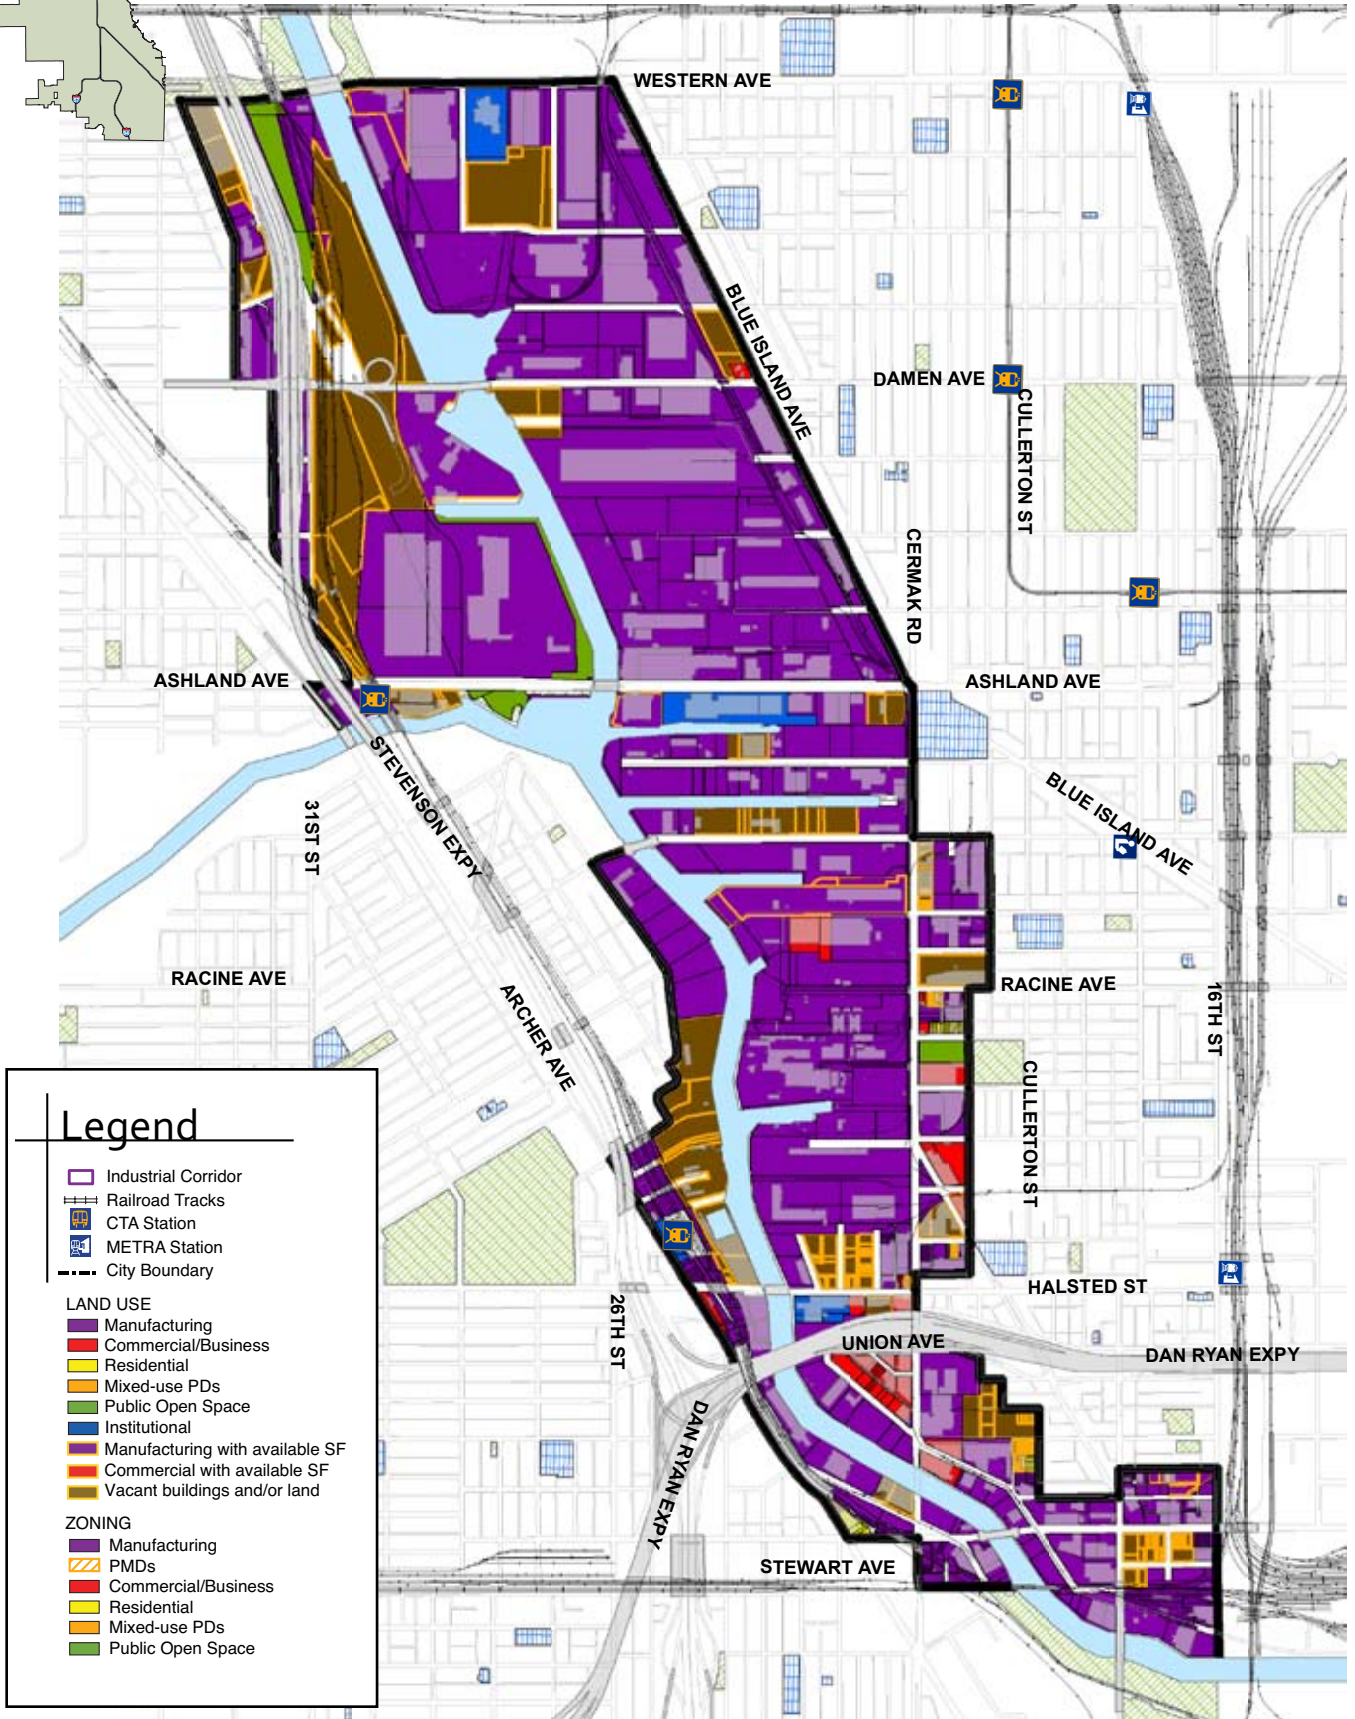 WESTERN AVE
BLUE ISLAND AVE
DAMEN AVE
CULLERTON ST
CERMAK RD
ASHLAND AVE
ASHLAND AVE
STEVENSON EXPY
31ST ST
BLUE ISLAND AVE
RACINE AVE
RACINE AVE
ARCHER AVE
16TH ST
CULLERTON ST
HALSTED ST
26TH ST
UNION AVE
DAN RYAN EXPY
DAN RYAN EXPY
STEWART AVE
Legend
Industrial Corridor
Railroad Tracks
CTA Station
METRA Station
City Boundary
LAND USE
Manufacturing
Commercial/Business
Residential
Mixed-use PDs
Public Open Space
Institutional
Manufacturing with available SF
Commercial with available SF
Vacant buildings and/or land
ZONING
Manufacturing
PMDs
Commercial/Business
Residential
Mixed-use PDs
Public Open Space